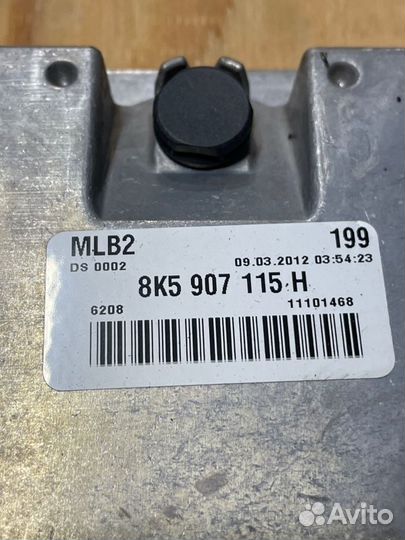 MLB2 199
DS 0002 09.03.2012 03:54:23
8K5 907 115 H
6208 11101468
Avito